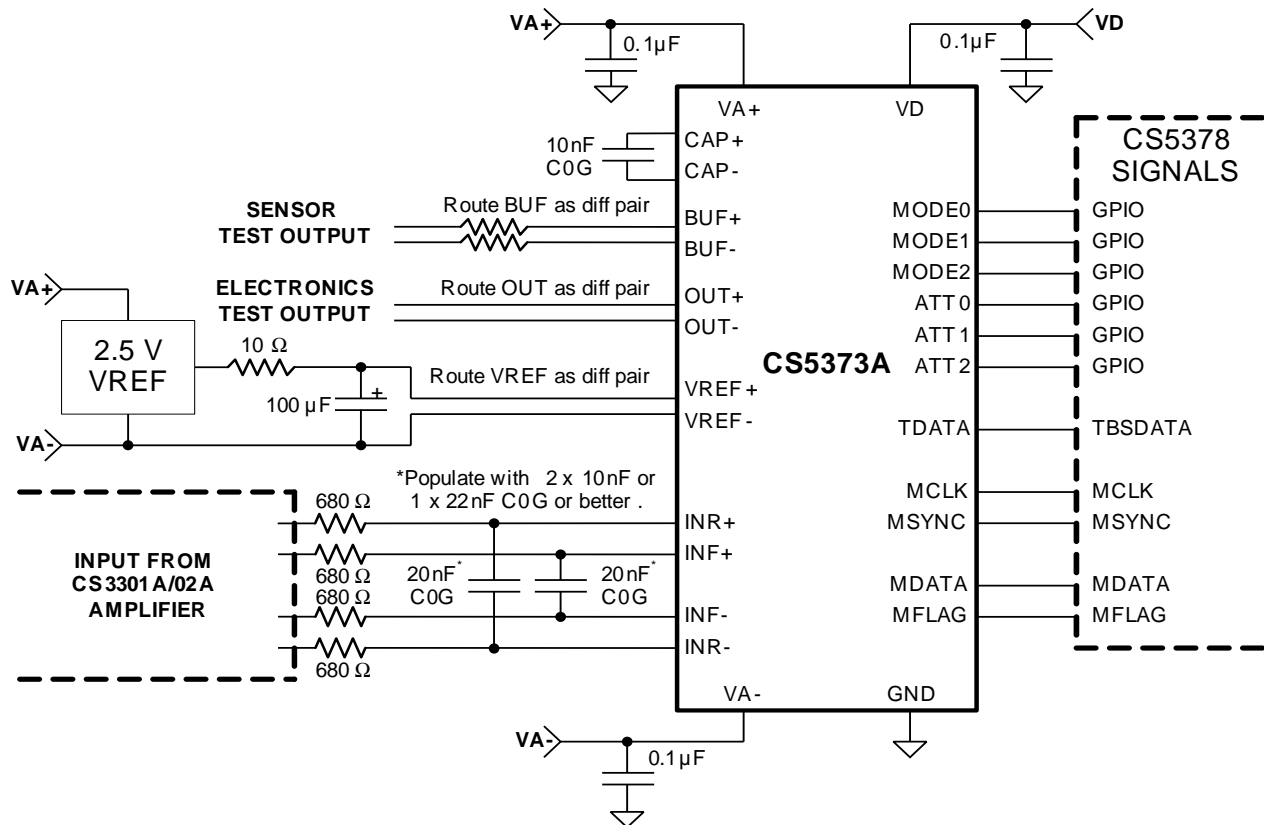 VA+
0.1µF
0.1µF
VD
VA+
VD
CAP+
10nF
C0G
CAP-
CS5378
SIGNALS
SENSOR
TEST OUTPUT
Route BUF as diff pair
BUF+
BUF-
MODE0
GPIO
MODE1
GPIO
MODE2
GPIO
ELECTRONICS
TEST OUTPUT
Route OUT as diff pair
OUT+
OUT-
ATT0
GPIO
ATT1
GPIO
ATT2
GPIO
CS5373A
VA+
2.5 V
VREF
10 Ω
100 µF
+
Route VREF as diff pair
VREF+
VREF-
VA-
TDATA
TBSDATA
*Populate with 2 x 10nF or
1 x 22nF C0G or better .
MCLK
MCLK
MSYNC
MSYNC
INPUT FROM
CS3301A/02A
AMPLIFIER
680 Ω
680 Ω
680 Ω
680 Ω
20nF*
C0G
20nF*
C0G
INR+
INF+
INF-
INR-
MDATA
MDATA
MFLAG
MFLAG
VA-
GND
VA-
0.1µF